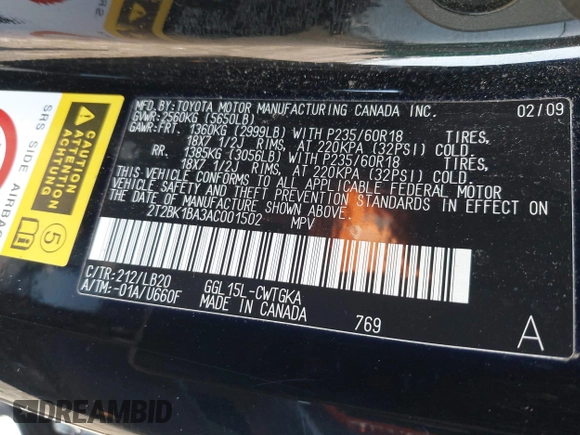 MFD.BY:TOYOTA MOTOR MANUFACTURING CANADA INC. 02/09
GVWR:2560KG (5650LB)
GAWR:FRT. 1360KG (2999LB) WITH P235/60R18 TIRES,
18X7 1/2J RIMS, AT 220KPA (32PSI) COLD.
RR. 1385KG (3056LB) WITH P235/60R18 TIRES,
18X7 1/2J RIMS, AT 220KPA (32PSI) COLD.
THIS VEHICLE CONFORMS TO ALL APPLICABLE FEDERAL MOTOR
VEHICLE SAFETY AND THEFT PREVENTION STANDARDS IN EFFECT ON
THE DATE OF MANUFACTURE SHOWN ABOVE.
2T2BK1BA3AC001502 MPV
C/TR:212/LB20 GGL15L-CWTGKA
A/TM:-01A/U660F MADE IN CANADA 769 A
SRS SIDE AIRBAG
CAUTION
ATTENTION
ACHTUNG
5
DREAMBID